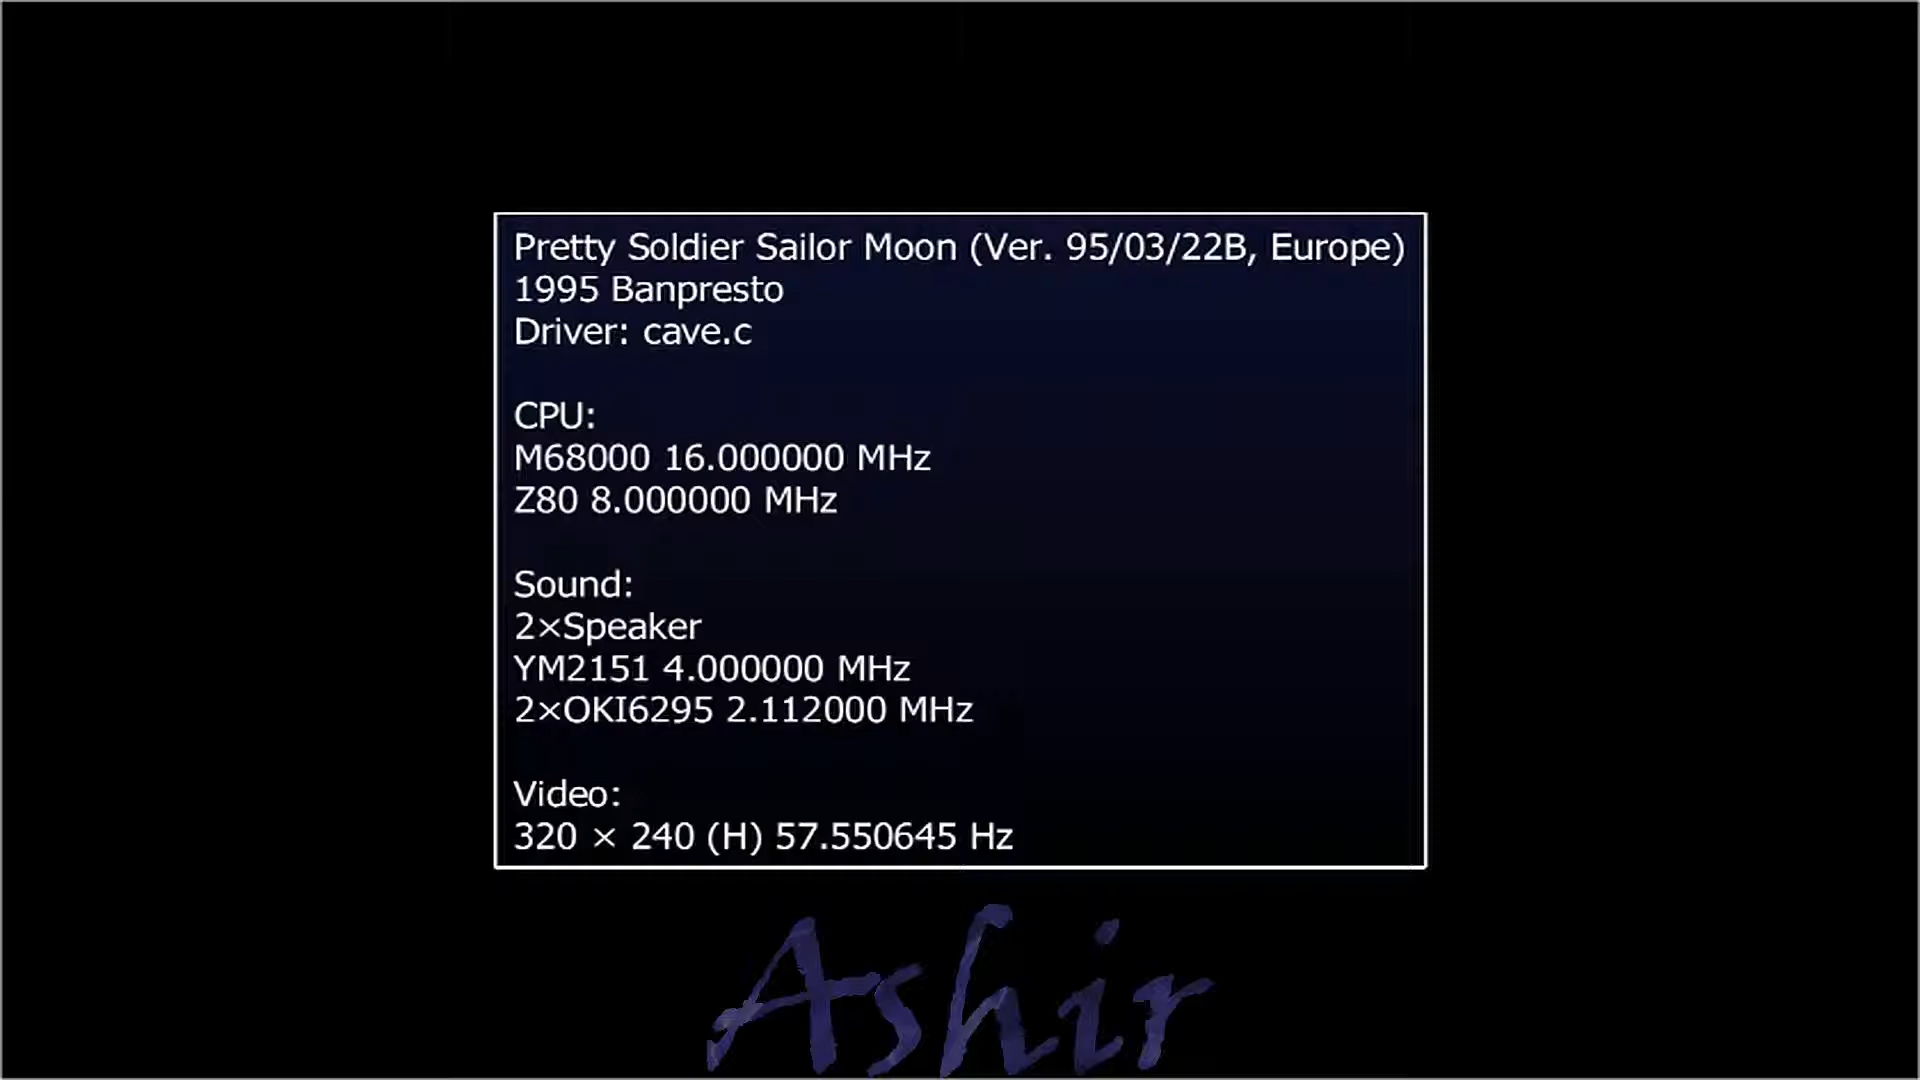 Pretty Soldier Sailor Moon (Ver. 95/03/22B, Europe)
1995 Banpresto
Driver: cave.c
CPU:
M68000 16.000000 MHz
Z80 8.000000 MHz
Sound:
2×Speaker
YM2151 4.000000 MHz
2×OKI6295 2.112000 MHz
Video:
320 × 240 (H) 57.550645 Hz
Ashir